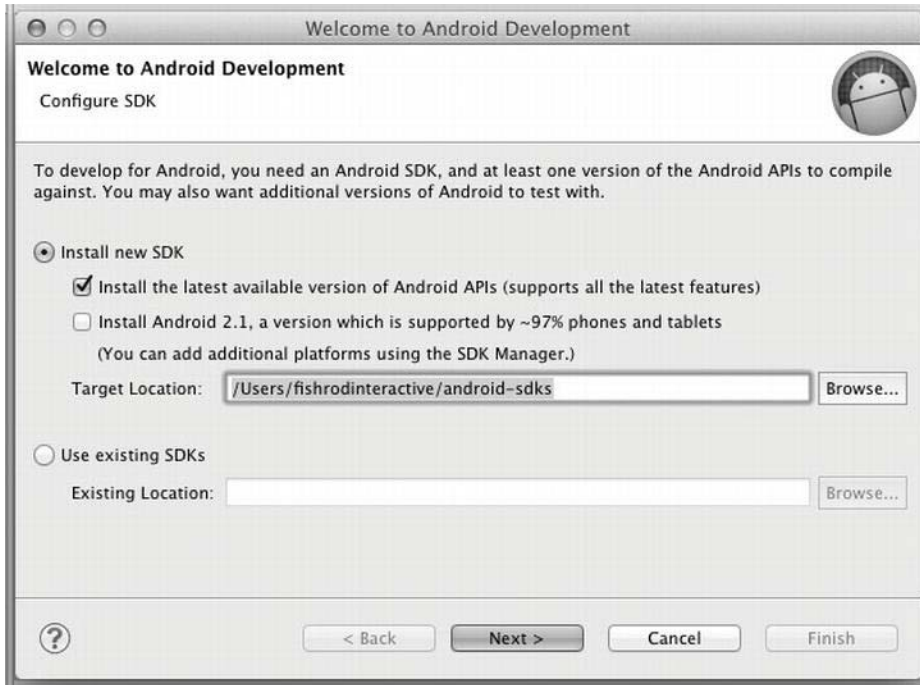 Welcome to Android Development
Welcome to Android Development
Configure SDK
To develop for Android, you need an Android SDK, and at least one version of the Android APIs to compile
against. You may also want additional versions of Android to test with.
Install new SDK
Install the latest available version of Android APIs (supports all the latest features)
Install Android 2.1, a version which is supported by ~97% phones and tablets
(You can add additional platforms using the SDK Manager.)
Target Location: /Users/fishrodinteractive/android-sdks Browse...
Use existing SDKs
Existing Location: Browse...
? < Back Next > Cancel Finish